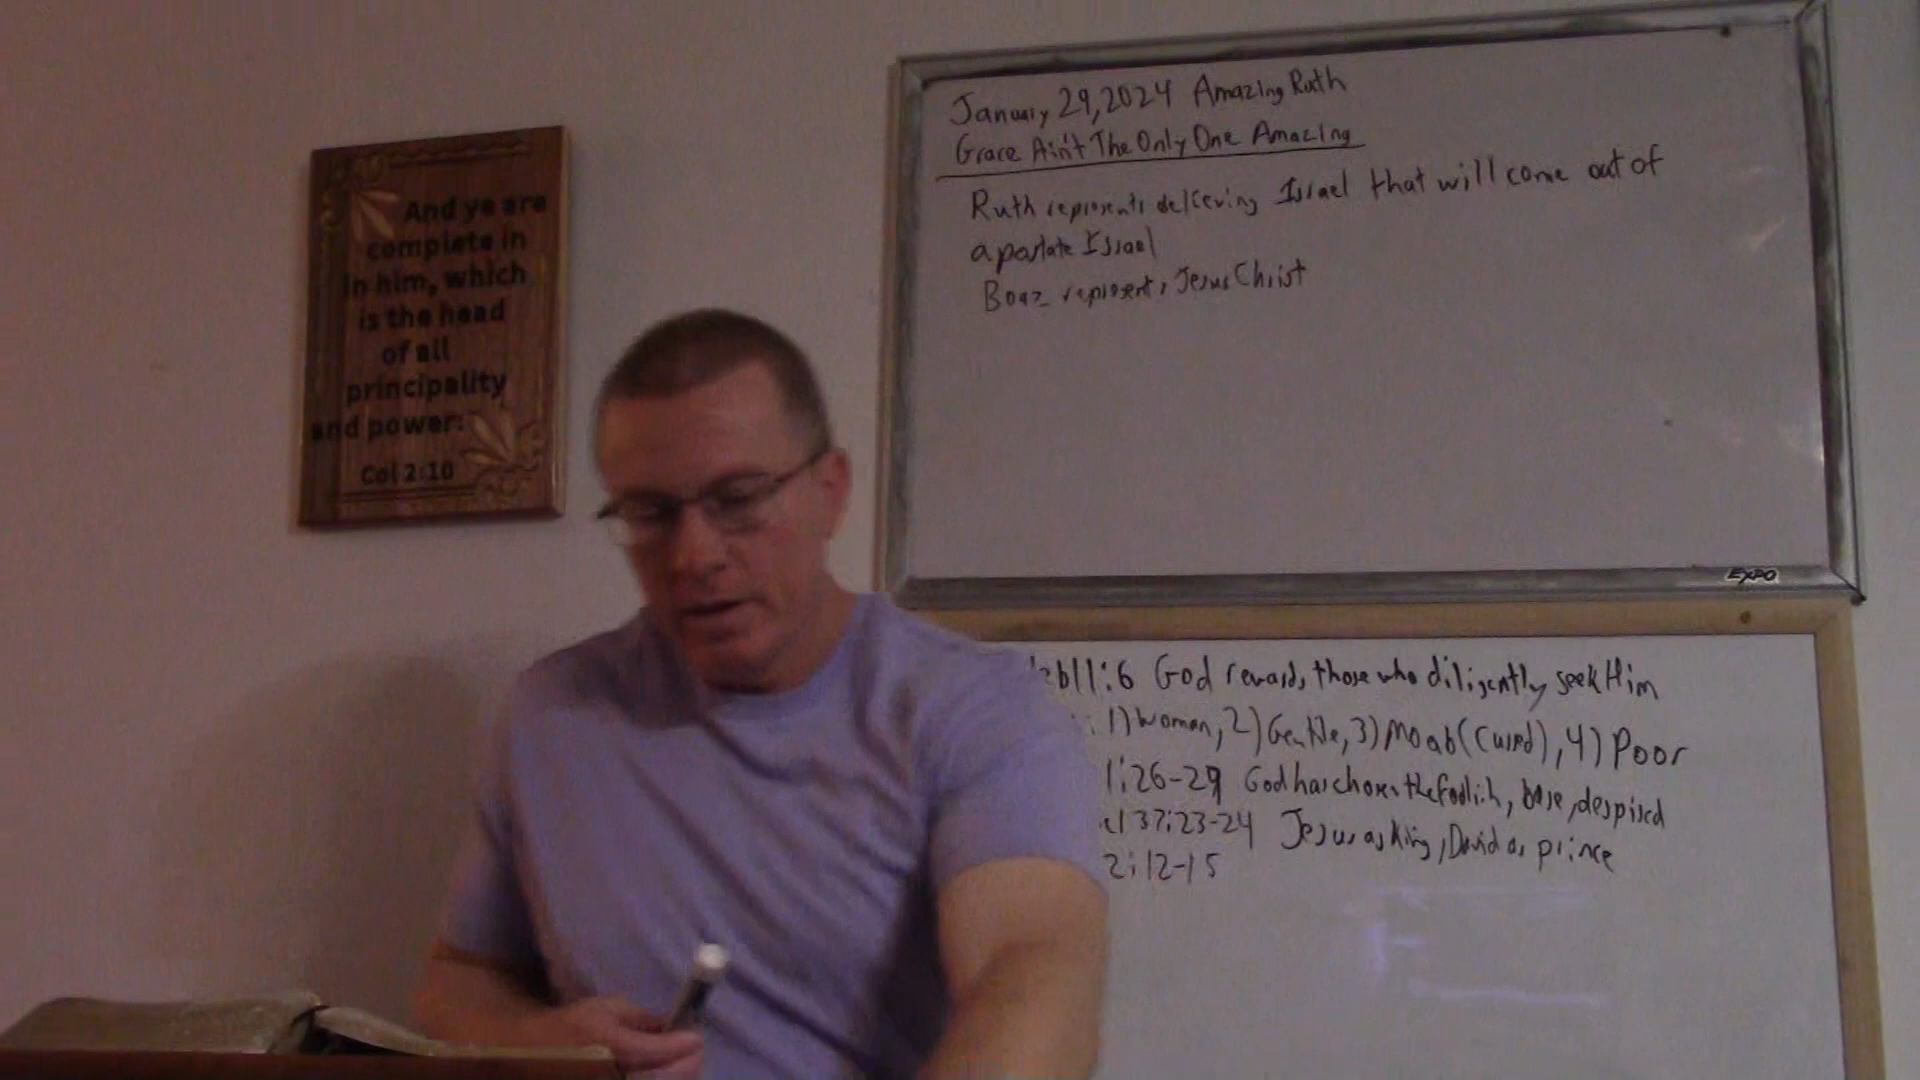 And ye are
complete in
in him, which
is the head
of all
principality
and power:
Col 2:10
January 29, 2024 Amazing Ruth
Grace Ain't The Only One Amazing
Ruth represents believing Israel that will come out of
apostate Israel
Boaz represents Jesus Christ
EXPO
eb 11:6 God rewards those who diligently seek Him
: 1) Woman, 2) Gentile, 3) Moab (Cursed), 4) Poor
1:26-29 God has chosen the foolish, base, despised
el 37:23-24 Jesus as King, David as prince
2:12-15